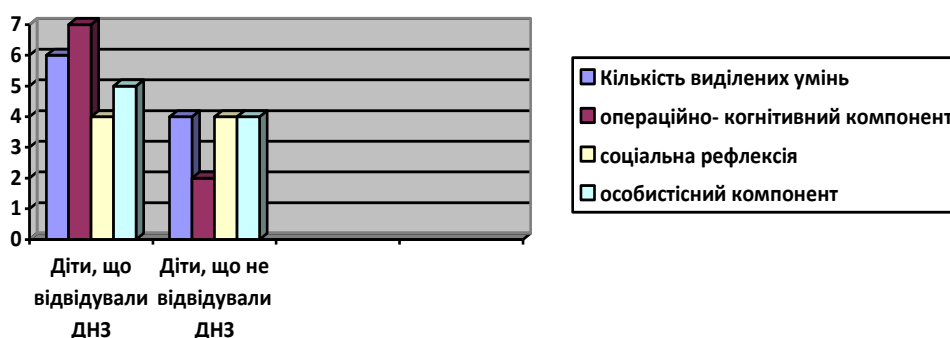 7
6
5
4
3
2
1
0
Діти, що
відвідували
ДНЗ
Діти, що не
відвідували
ДНЗ
Кількість виділених умінь
операційно- когнітивний компонент
соціальна рефлексія
особистісний компонент